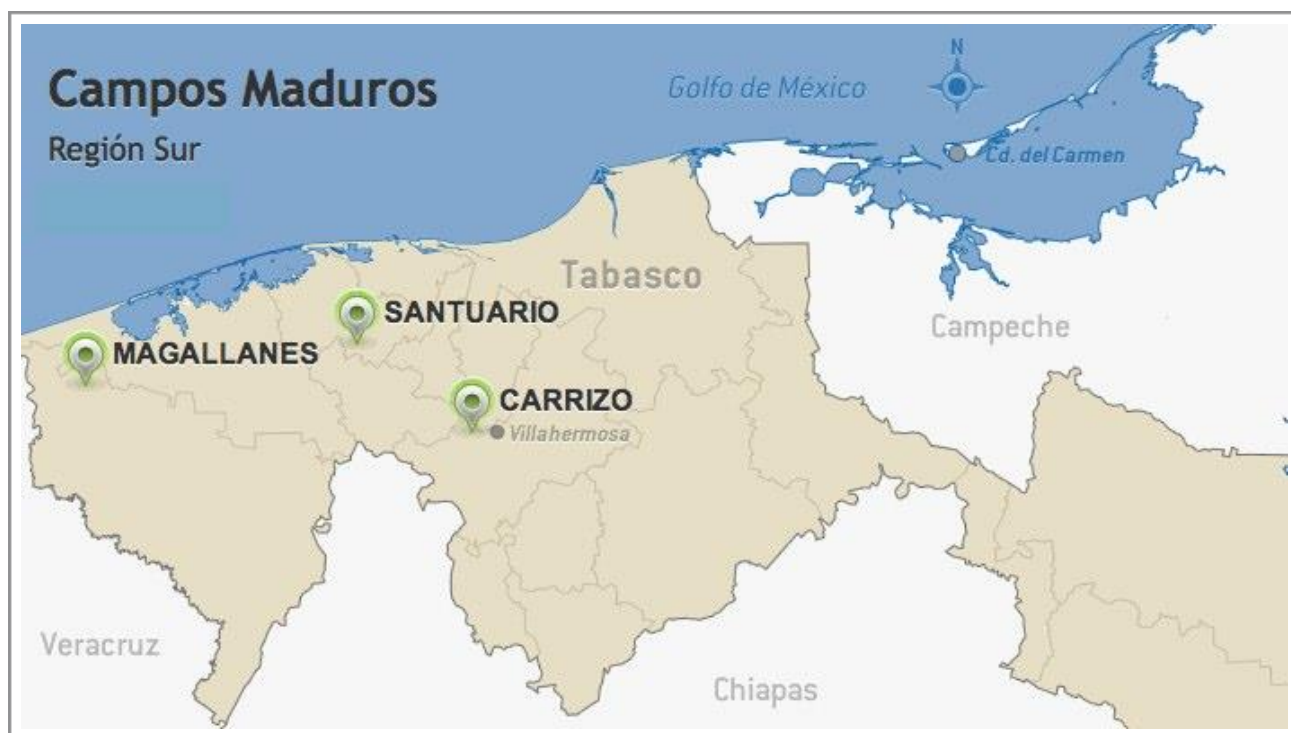 Campos Maduros
Región Sur
Golfo de México
N
Cd. del Carmen
Tabasco
SANTUARIO
Campeche
MAGALLANES
CARRIZO
Villahermosa
Veracruz
Chiapas